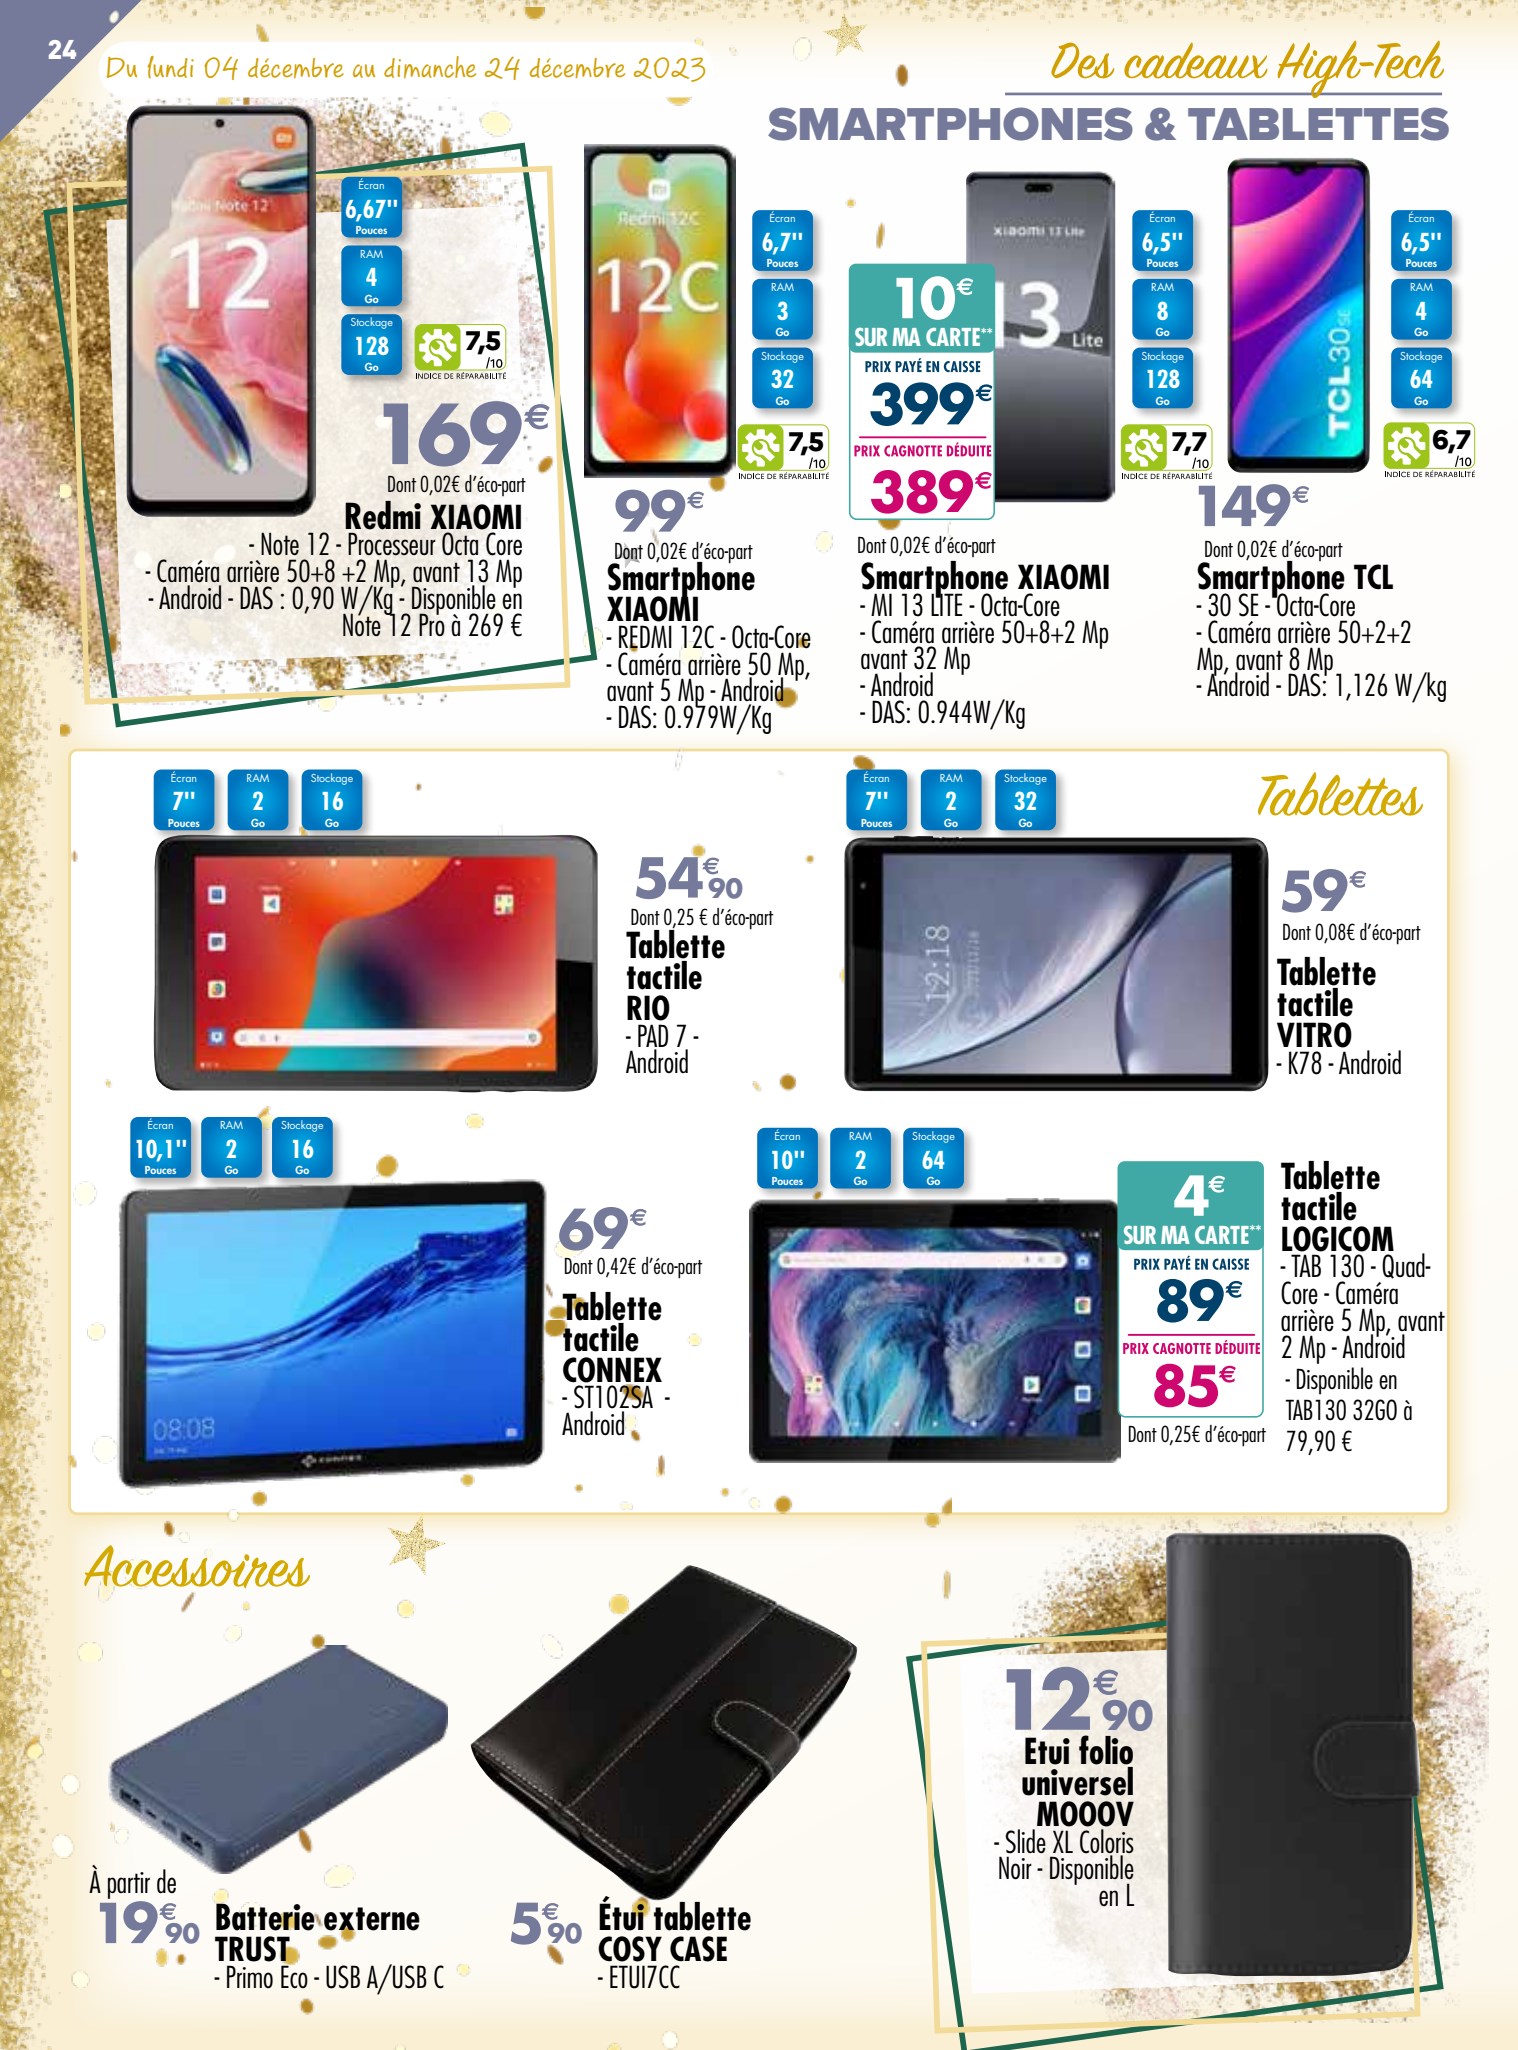 24
Du lundi 04 décembre au dimanche 24 décembre 2023
Des cadeaux High-Tech
SMARTPHONES & TABLETTES
Redmi Note 12
12
Écran
6,67"
Pouces
RAM
4
Go
Stockage
128
Go
7,5
/10
INDICE DE RÉPARABILITÉ
169€
Dont 0,02€ d'éco-part
Redmi XIAOMI
- Note 12 - Processeur Octa Core
- Caméra arrière 50+8 +2 Mp, avant 13 Mp
- Android - DAS : 0,90 W/Kg - Disponible en
Note 12 Pro à 269 €
Redmi 12C
12C
Écran
6,7"
Pouces
RAM
3
Go
Stockage
32
Go
7,5
/10
INDICE DE RÉPARABILITÉ
99€
Dont 0,02€ d'éco-part
Smartphone
XIAOMI
- REDMI 12C - Octa-Core
- Caméra arrière 50 Mp,
avant 5 Mp - Android
- DAS: 0.979W/Kg
xiaomi 13 Lite
13
Lite
10€
SUR MA CARTE**
PRIX PAYÉ EN CAISSE
399€
PRIX CAGNOTTE DÉDUITE
389€
Écran
6,5"
Pouces
RAM
8
Go
Stockage
128
Go
7,7
/10
INDICE DE RÉPARABILITÉ
Dont 0,02€ d'éco-part
Smartphone XIAOMI
- MI 13 LITE - Octa-Core
- Caméra arrière 50+8+2 Mp
avant 32 Mp
- Android
- DAS: 0.944W/Kg
TCL30SE
Écran
6,5"
Pouces
RAM
4
Go
Stockage
64
Go
6,7
/10
INDICE DE RÉPARABILITÉ
149€
Dont 0,02€ d'éco-part
Smartphone TCL
- 30 SE - Octa-Core
- Caméra arrière 50+2+2
Mp, avant 8 Mp
- Android - DAS: 1,126 W/kg
Tablettes
Écran
7"
Pouces
RAM
2
Go
Stockage
16
Go
54€90
Dont 0,25 € d'éco-part
Tablette
tactile
RIO
- PAD 7 -
Android
Écran
7"
Pouces
RAM
2
Go
Stockage
32
Go
12:18
59€
Dont 0,08€ d'éco-part
Tablette
tactile
VITRO
- K78 - Android
Écran
10,1"
Pouces
RAM
2
Go
Stockage
16
Go
08:08
CONNEX
69€
Dont 0,42€ d'éco-part
Tablette
tactile
CONNEX
- ST102SA -
Android
Écran
10"
Pouces
RAM
2
Go
Stockage
64
Go
4€
SUR MA CARTE**
PRIX PAYÉ EN CAISSE
89€
PRIX CAGNOTTE DÉDUITE
85€
Dont 0,25€ d'éco-part
Tablette
tactile
LOGICOM
- TAB 130 - Quad-
Core - Caméra
arrière 5 Mp, avant
2 Mp - Android
- Disponible en
TAB130 32GO à
79,90 €
Accessoires
À partir de
19€90
Batterie externe
TRUST
- Primo Eco - USB A/USB C
5€90
Étui tablette
COSY CASE
- ETUI7CC
12€90
Etui folio
universel
MOOOV
- Slide XL Coloris
Noir - Disponible
en L